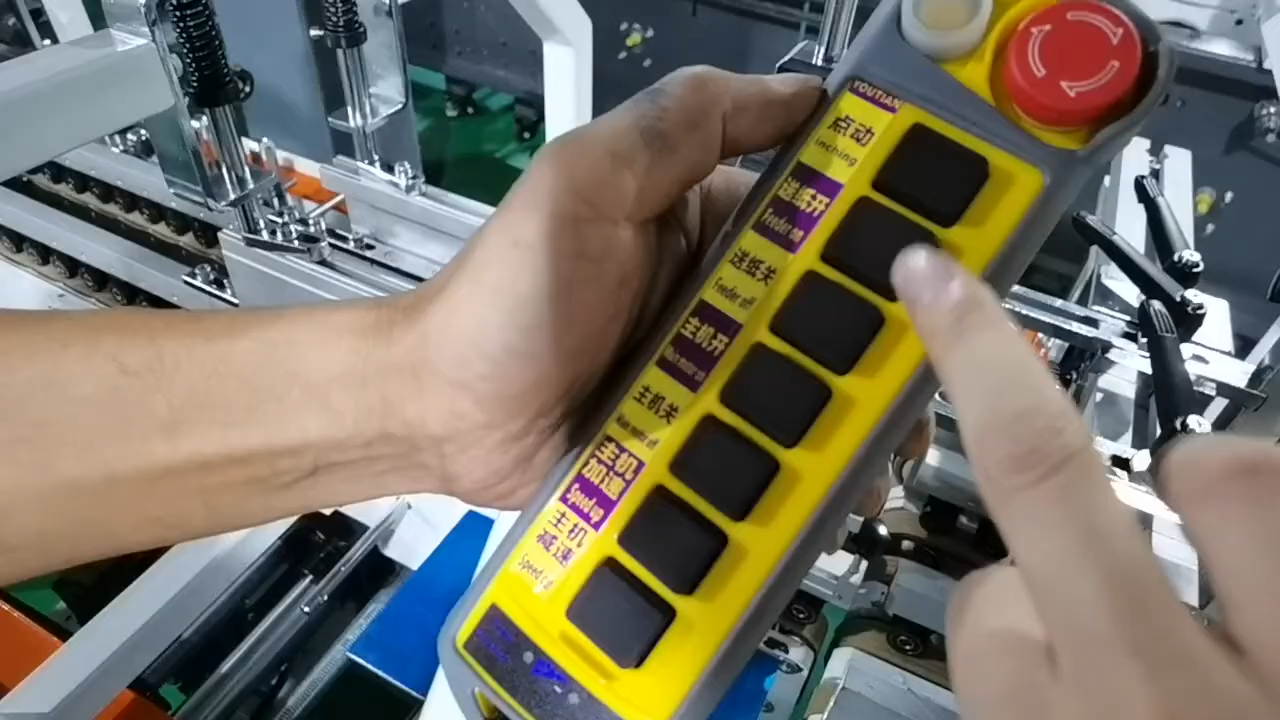 YOUTIAN
点动
inching
送纸开
Feeder on
送纸关
Feeder off
主机开
Main motor on
主机关
Main motor off
主机
加速
Speed up
主机
减速
Speed